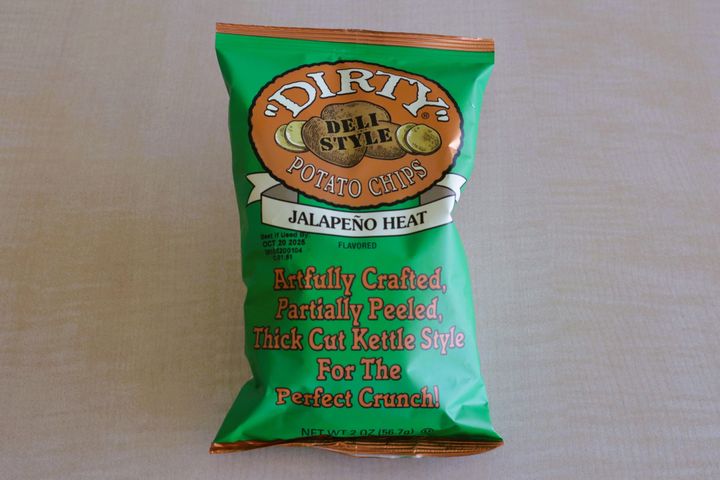 "DIRTY"®
DELI
STYLE
POTATO CHIPS
JALAPEÑO HEAT
FLAVORED
Best If Used By:
OCT 20 2025
Artfully Crafted,
Partially Peeled,
Thick Cut Kettle Style
For The
Perfect Crunch!
NET WT 2 OZ (56.7g)